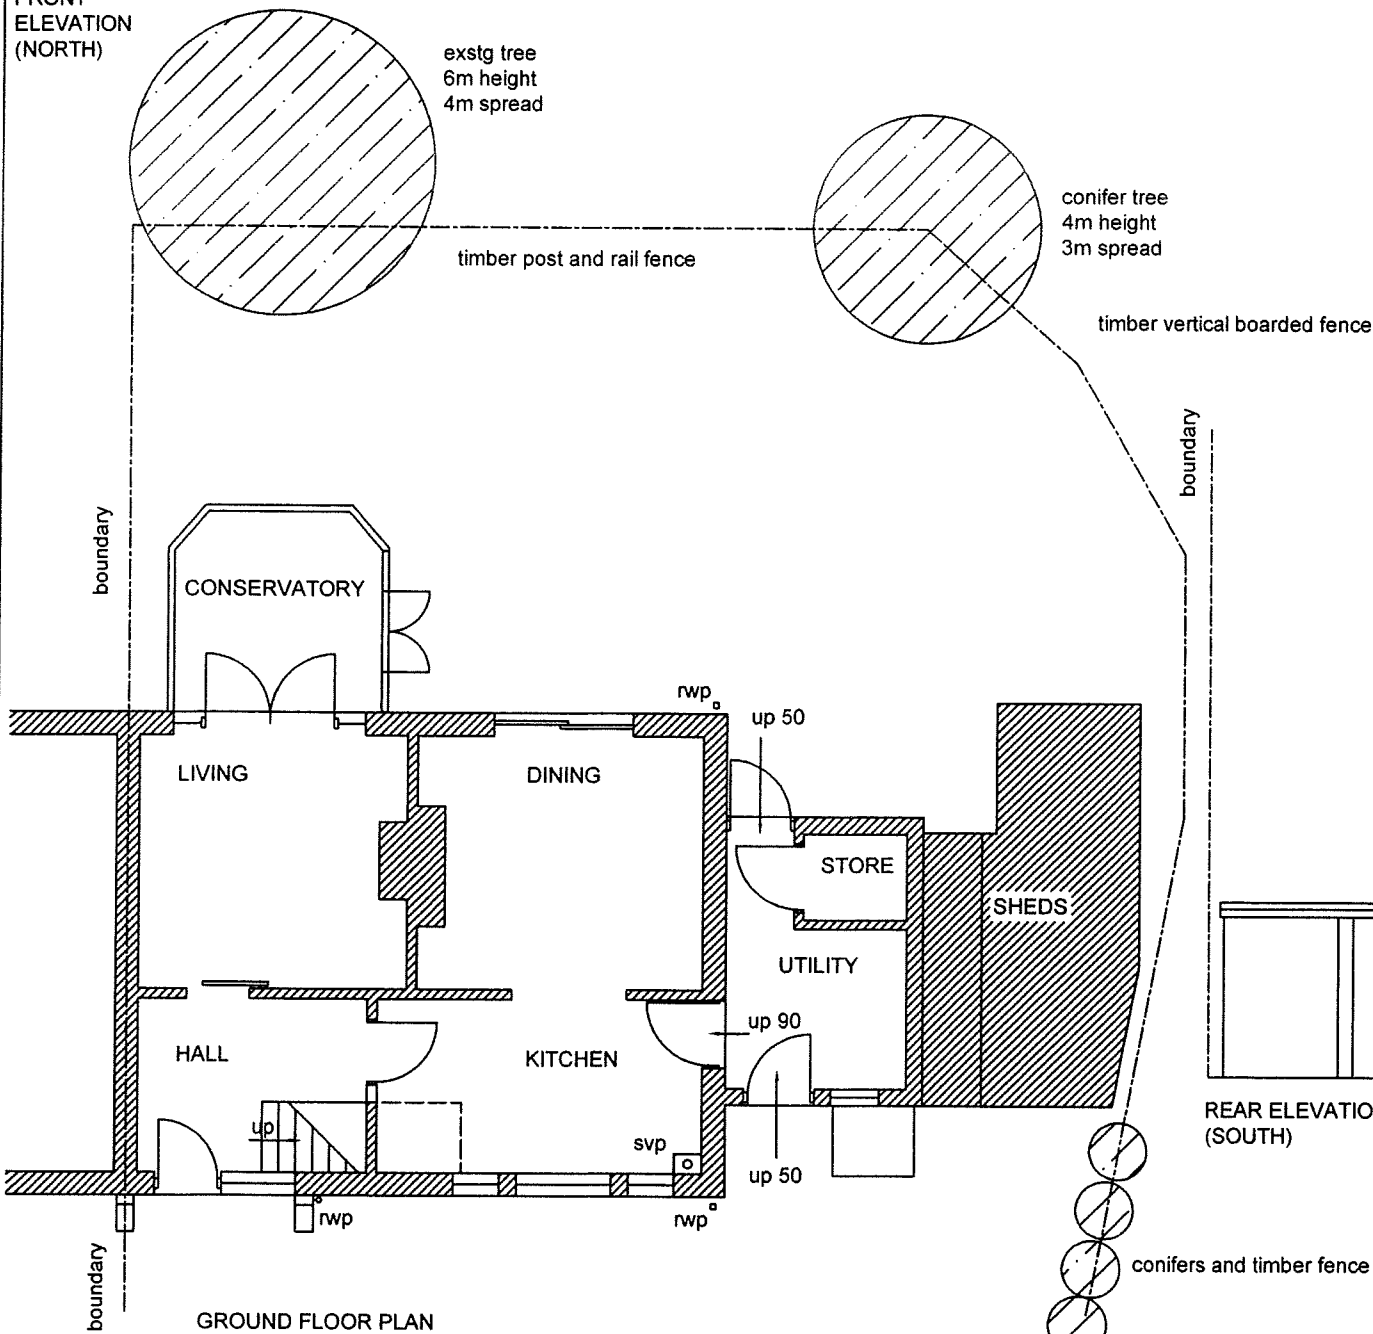 FRONT
ELEVATION
(NORTH)
exstg tree
6m height
4m spread
conifer tree
4m height
3m spread
timber post and rail fence
timber vertical boarded fence
boundary
boundary
CONSERVATORY
rwp
up 50
LIVING
DINING
STORE
SHEDS
UTILITY
up 90
HALL
KITCHEN
REAR ELEVATIO
(SOUTH)
up
svp
up 50
rwp
rwp
boundary
conifers and timber fence
GROUND FLOOR PLAN